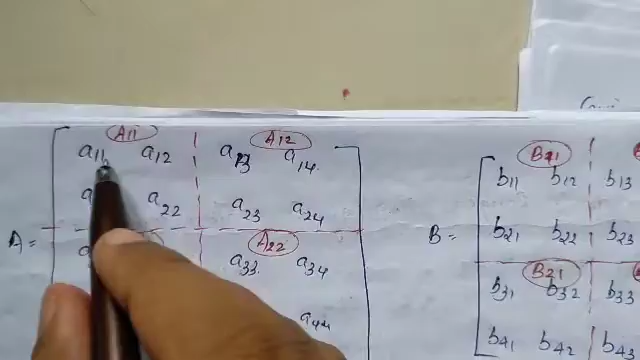 A11 A12 B11
a11 a12 a13 a14 b11 b12 b13
a22 a23 a24 b21 b22 b23
A = B =
A22 B21
a33 a34 b31 b32 b33
a44 b41 b42 b43